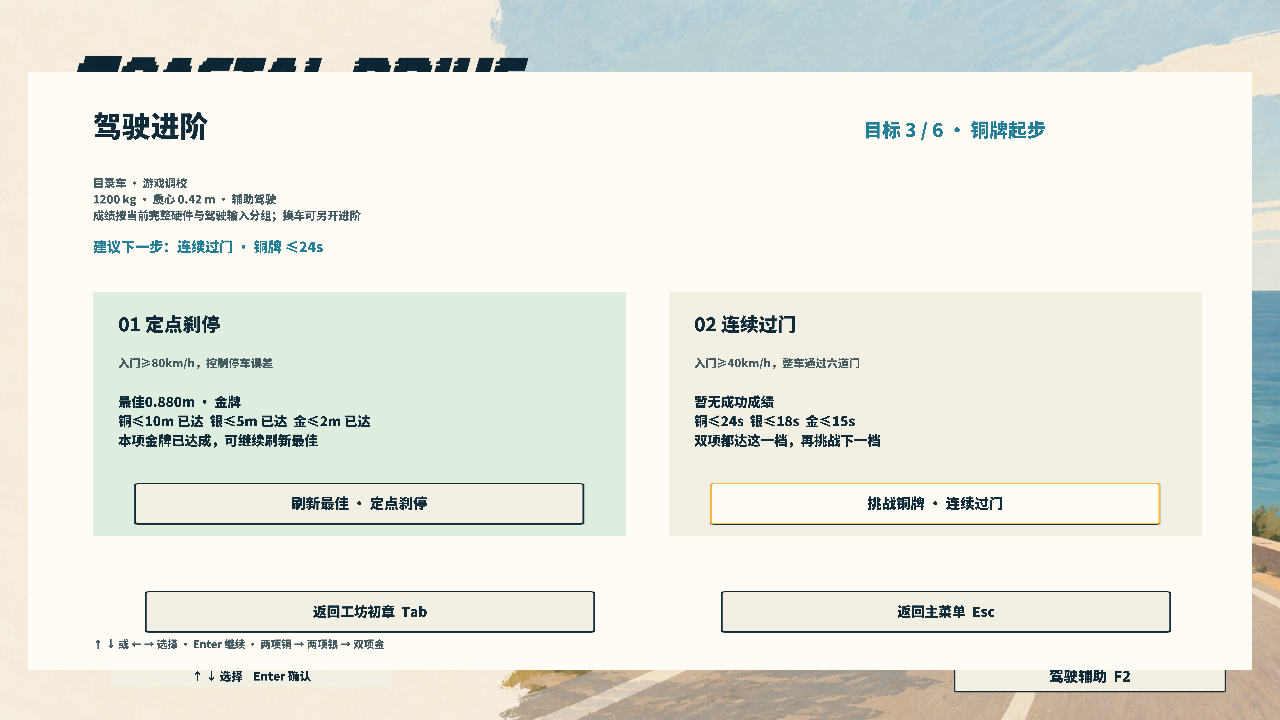 COASTAL DRIVE
驾驶进阶
目标 3 / 6 · 铜牌起步
目录车 · 游戏调校
1200 kg · 质心 0.42 m · 辅助驾驶
成绩按当前完整硬件与驾驶输入分组；换车可另开进阶
建议下一步：连续过门 · 铜牌 ≤24s
01 定点刹停
入门≥80km/h，控制停车误差
最佳0.880m · 金牌
铜≤10m 已达 银≤5m 已达 金≤2m 已达
本项金牌已达成，可继续刷新最佳
刷新最佳 · 定点刹停
02 连续过门
入门≥40km/h，整车通过六道门
暂无成功成绩
铜≤24s 银≤18s 金≤15s
双项都达这一档，再挑战下一档
挑战铜牌 · 连续过门
返回工坊初章 Tab
返回主菜单 Esc
↑ ↓ 或 ← → 选择 · Enter 继续 · 两项铜 → 两项银 → 双项金
↑ ↓ 选择 Enter 确认
驾驶辅助 F2